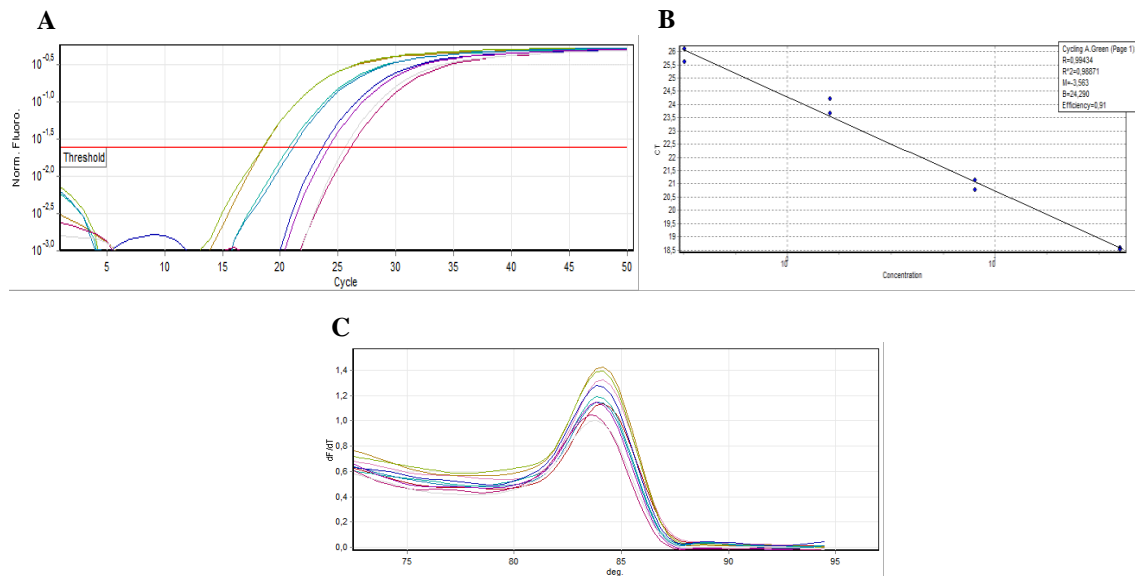 A
Norm. Fluoro.
10^-0.5
10^-1.0
10^-1.5
10^-2.0
10^-2.5
10^-3.0
Threshold
5 10 15 20 25 30 35 40 45 50
Cycle
B
CT
26
25,5
25
24,5
24
23,5
23
22,5
22
21,5
21
20,5
20
19,5
19
18,5
Concentration
Cycling A.Green (Page 1)
R=0,99434
R^2=0,98871
M=-3,563
B=24,290
Efficiency=0,91
C
dF/dT
1,4
1,2
1,0
0,8
0,6
0,4
0,2
0,0
75 80 85 90 95
deg.